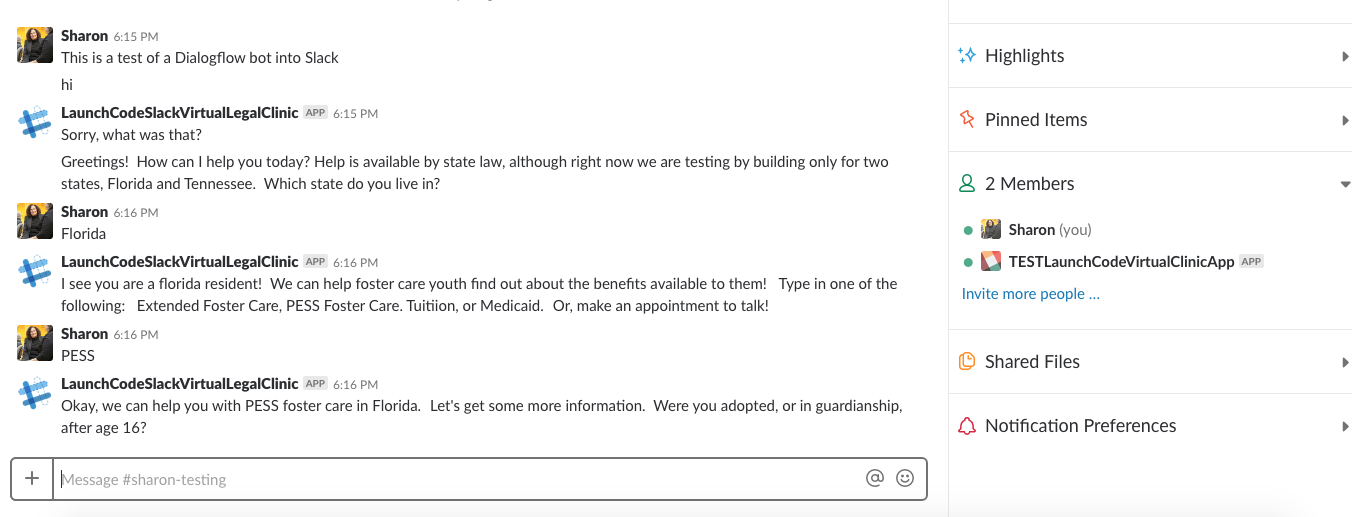 Sharon 6:15 PM
This is a test of a Dialogflow bot into Slack
hi
LaunchCodeSlackVirtualLegalClinic APP 6:15 PM
Sorry, what was that?
Greetings!  How can I help you today? Help is available by state law, although right now we are testing by building only for two
states, Florida and Tennessee.  Which state do you live in?
Sharon 6:16 PM
Florida
LaunchCodeSlackVirtualLegalClinic APP 6:16 PM
I see you are a florida resident!  We can help foster care youth find out about the benefits available to them!   Type in one of the
following:   Extended Foster Care, PESS Foster Care. Tuitiion, or Medicaid.  Or, make an appointment to talk!
Sharon 6:16 PM
PESS
LaunchCodeSlackVirtualLegalClinic APP 6:16 PM
Okay, we can help you with PESS foster care in Florida.  Let's get some more information.  Were you adopted, or in guardianship,
after age 16?
Message #sharon-testing
Highlights
Pinned Items
2 Members
Sharon (you)
TESTLaunchCodeVirtualClinicApp APP
Invite more people ...
Shared Files
Notification Preferences